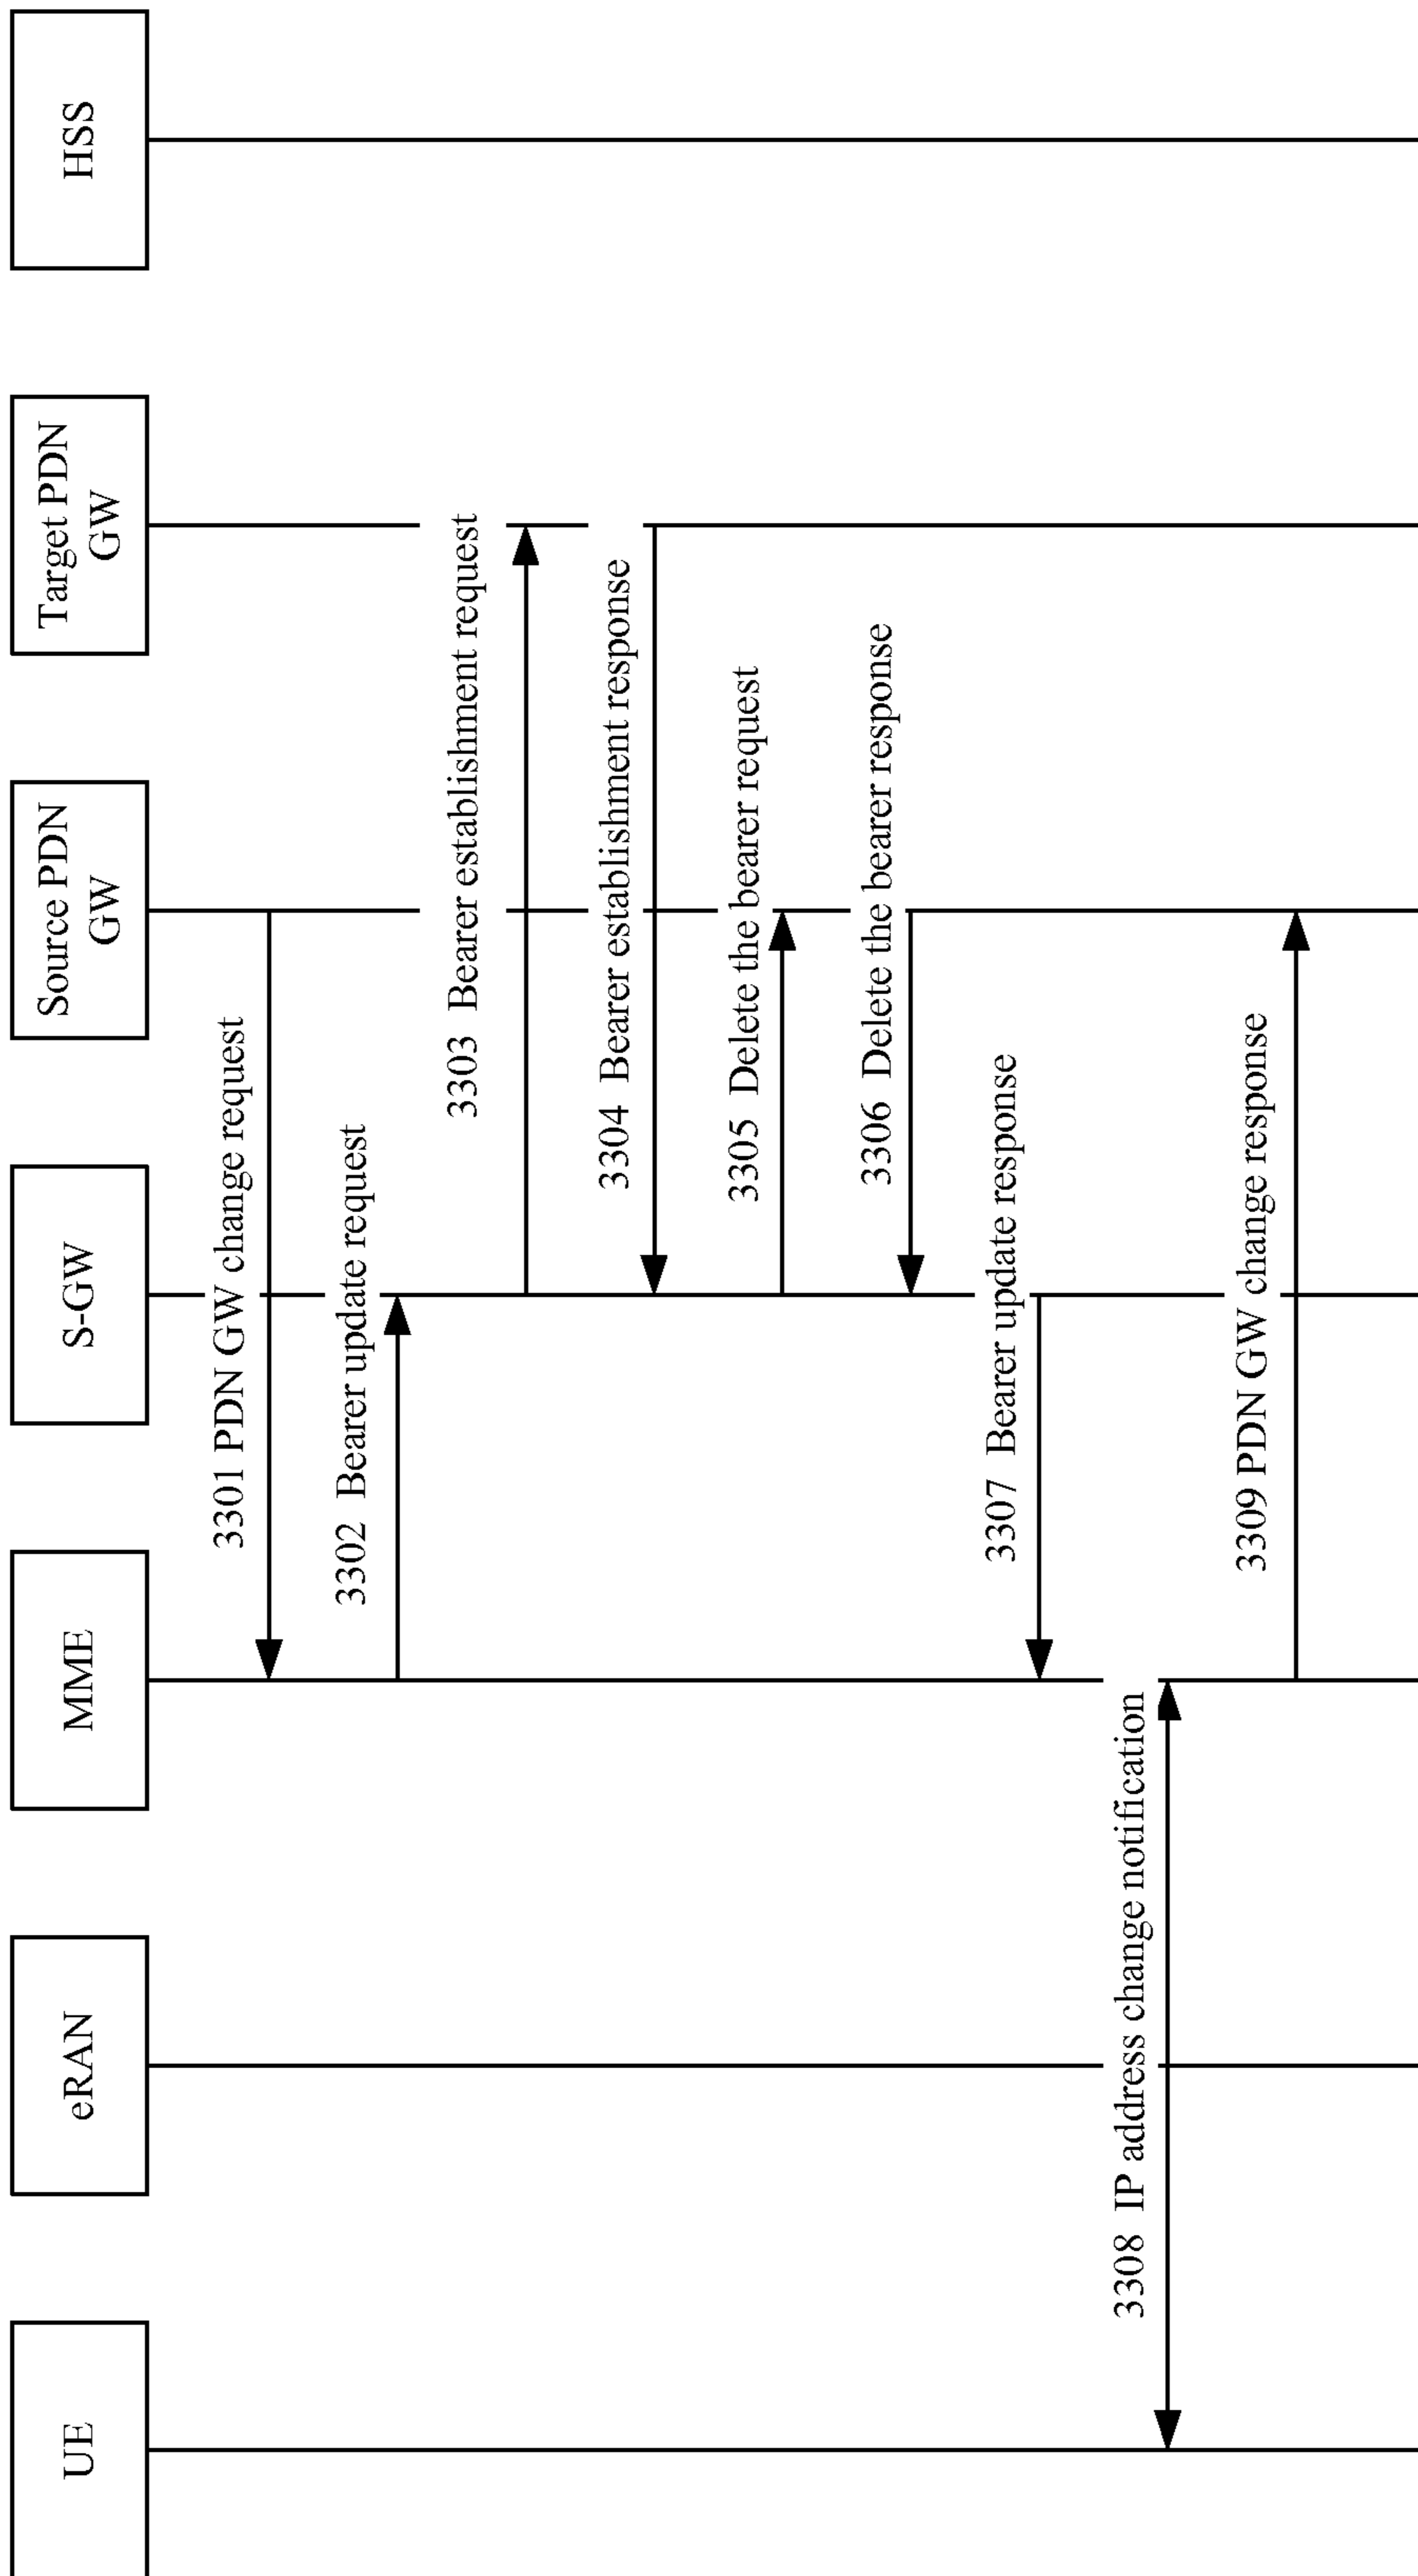 UE
eRAN
MME
S-GW
Source PDN
GW
Target PDN
GW
HSS
3301 PDN GW change request
3302 Bearer update request
3303 Bearer establishment request
3304 Bearer establishment response
3305 Delete the bearer request
3306 Delete the bearer response
3307 Bearer update response
3308 IP address change notification
3309 PDN GW change response